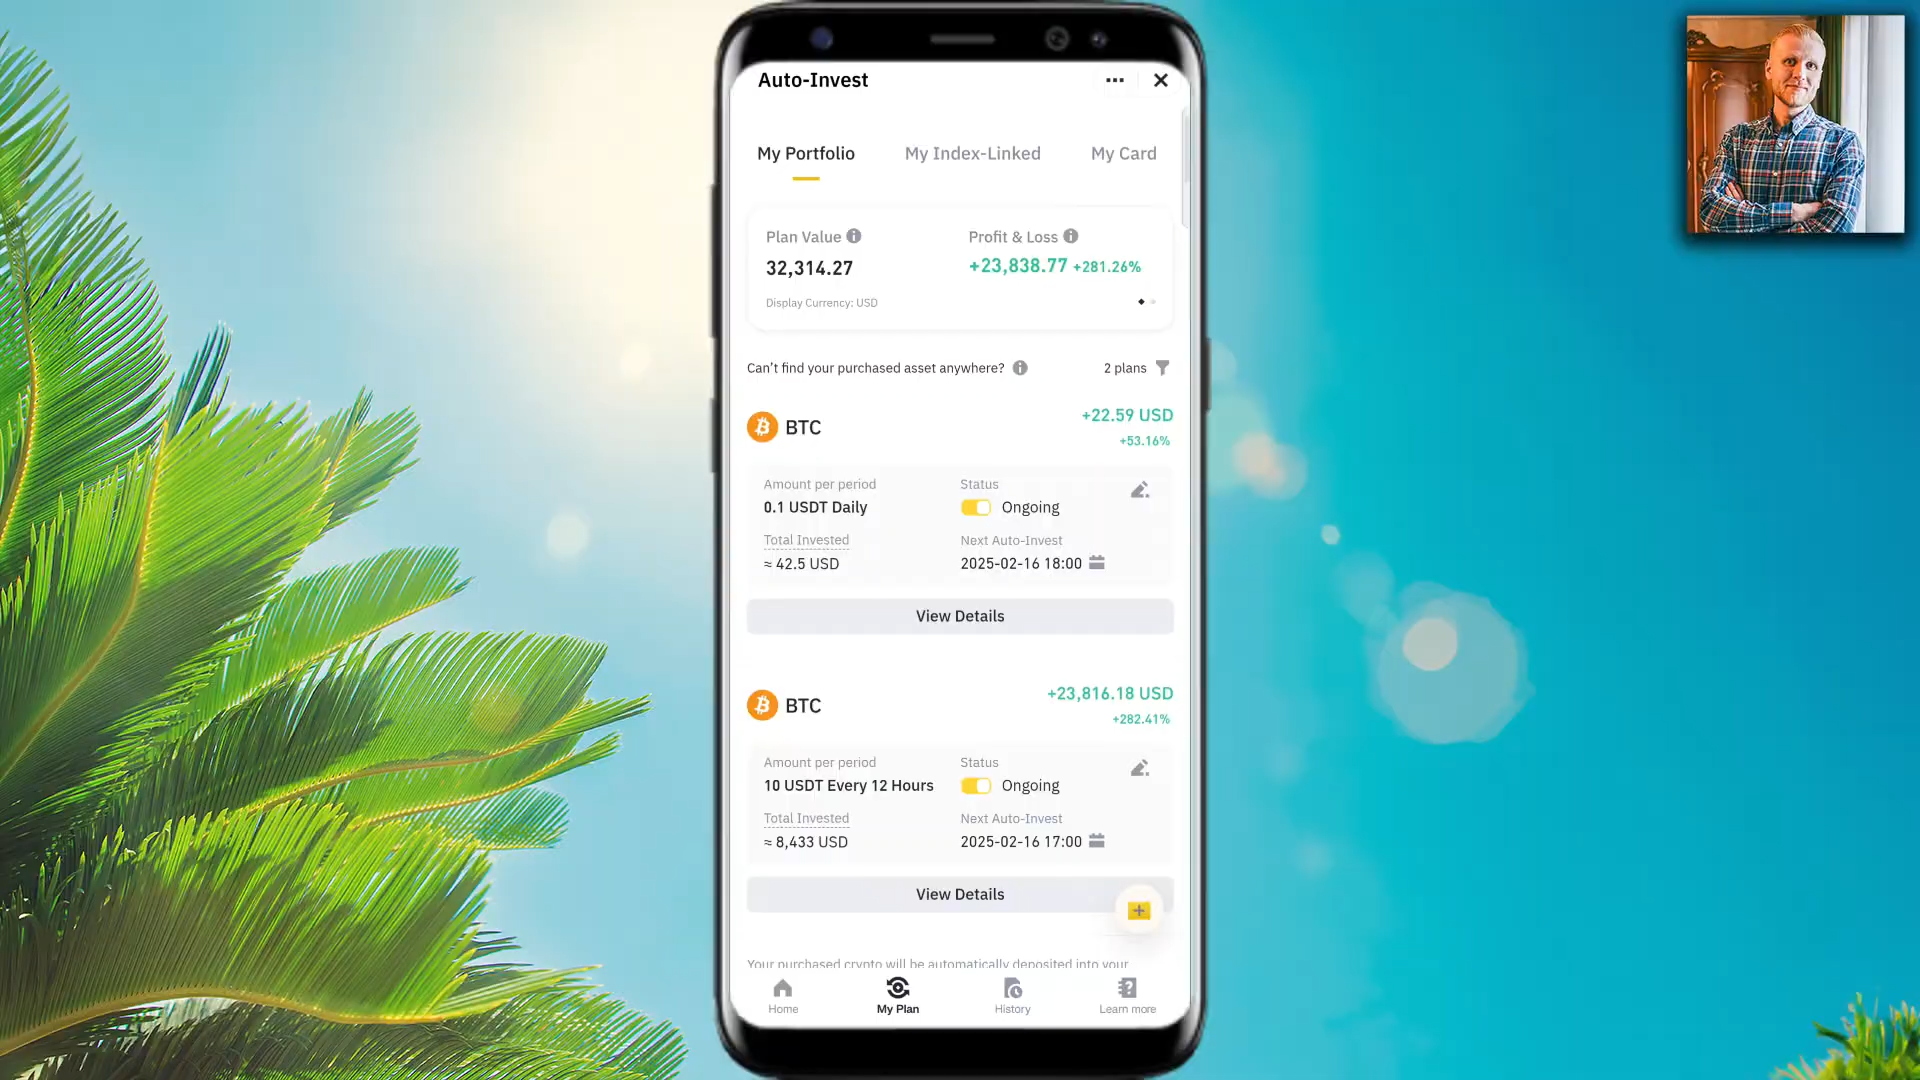 Auto-Invest
My Portfolio My Index-Linked My Card
Plan Value Profit & Loss
32,314.27 +23,838.77 +281.26%
Display Currency: USD
Can't find your purchased asset anywhere? 2 plans
BTC +22.59 USD
+53.16%
Amount per period Status
0.1 USDT Daily Ongoing
Total Invested Next Auto-Invest
≈ 42.5 USD 2025-02-16 18:00
View Details
BTC +23,816.18 USD
+282.41%
Amount per period Status
10 USDT Every 12 Hours Ongoing
Total Invested Next Auto-Invest
≈ 8,433 USD 2025-02-16 17:00
View Details
Your purchased crypto will be automatically deposited into your
Home My Plan History Learn more